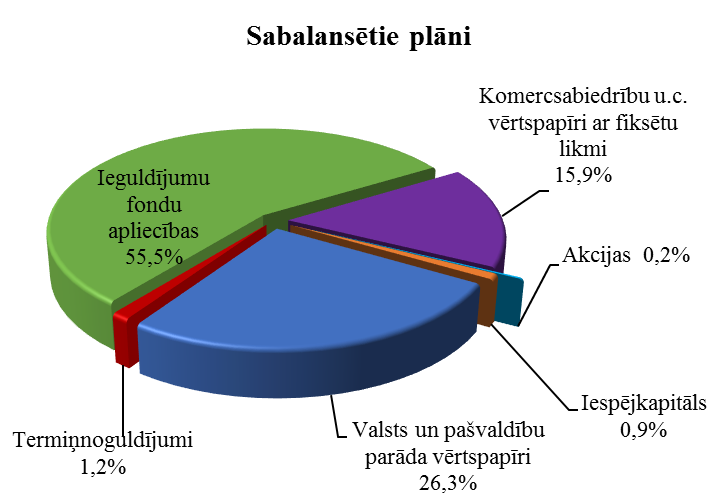 Sabalansētie plāni
Komercsabiedrību u.c.
vērtspapīri ar fiksētu
likmi
15,9%
Ieguldījumu
fondu
apliecības
55,5%
Akcijas 0,2%
Iespējkapitāls
0,9%
Valsts un pašvaldību
parāda vērtspapīri
26,3%
Termiņnoguldījumi
1,2%